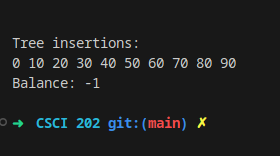 Tree insertions:
0 10 20 30 40 50 60 70 80 90
Balance: -1
➜ CSCI 202 git:(main) ✗